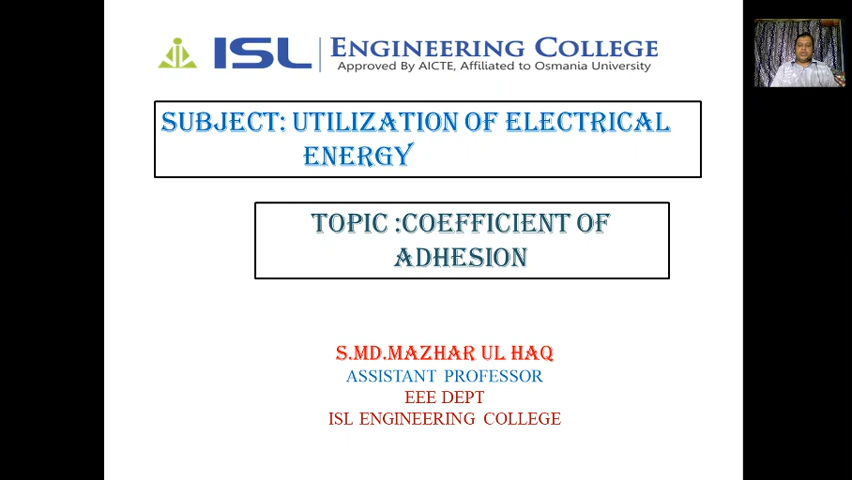 ISL ENGINEERING COLLEGE
Approved By AICTE, Affiliated to Osmania University
SUBJECT: UTILIZATION OF ELECTRICAL
ENERGY
TOPIC :COEFFICIENT OF
ADHESION
S.MD.MAZHAR UL HAQ
ASSISTANT PROFESSOR
EEE DEPT
ISL ENGINEERING COLLEGE